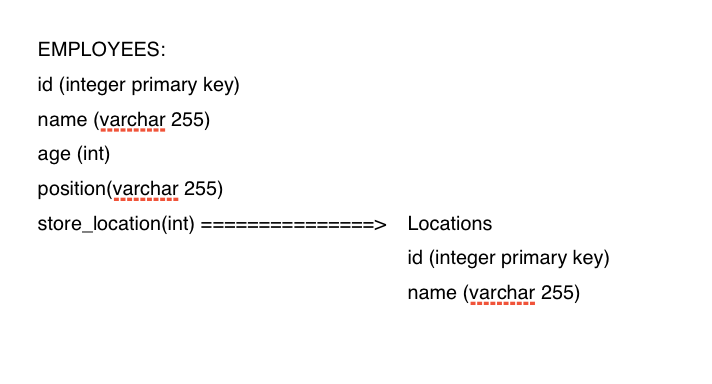 EMPLOYEES:
id (integer primary key)
name (varchar 255)
age (int)
position(varchar 255)
store_location(int) ===============> Locations
id (integer primary key)
name (varchar 255)